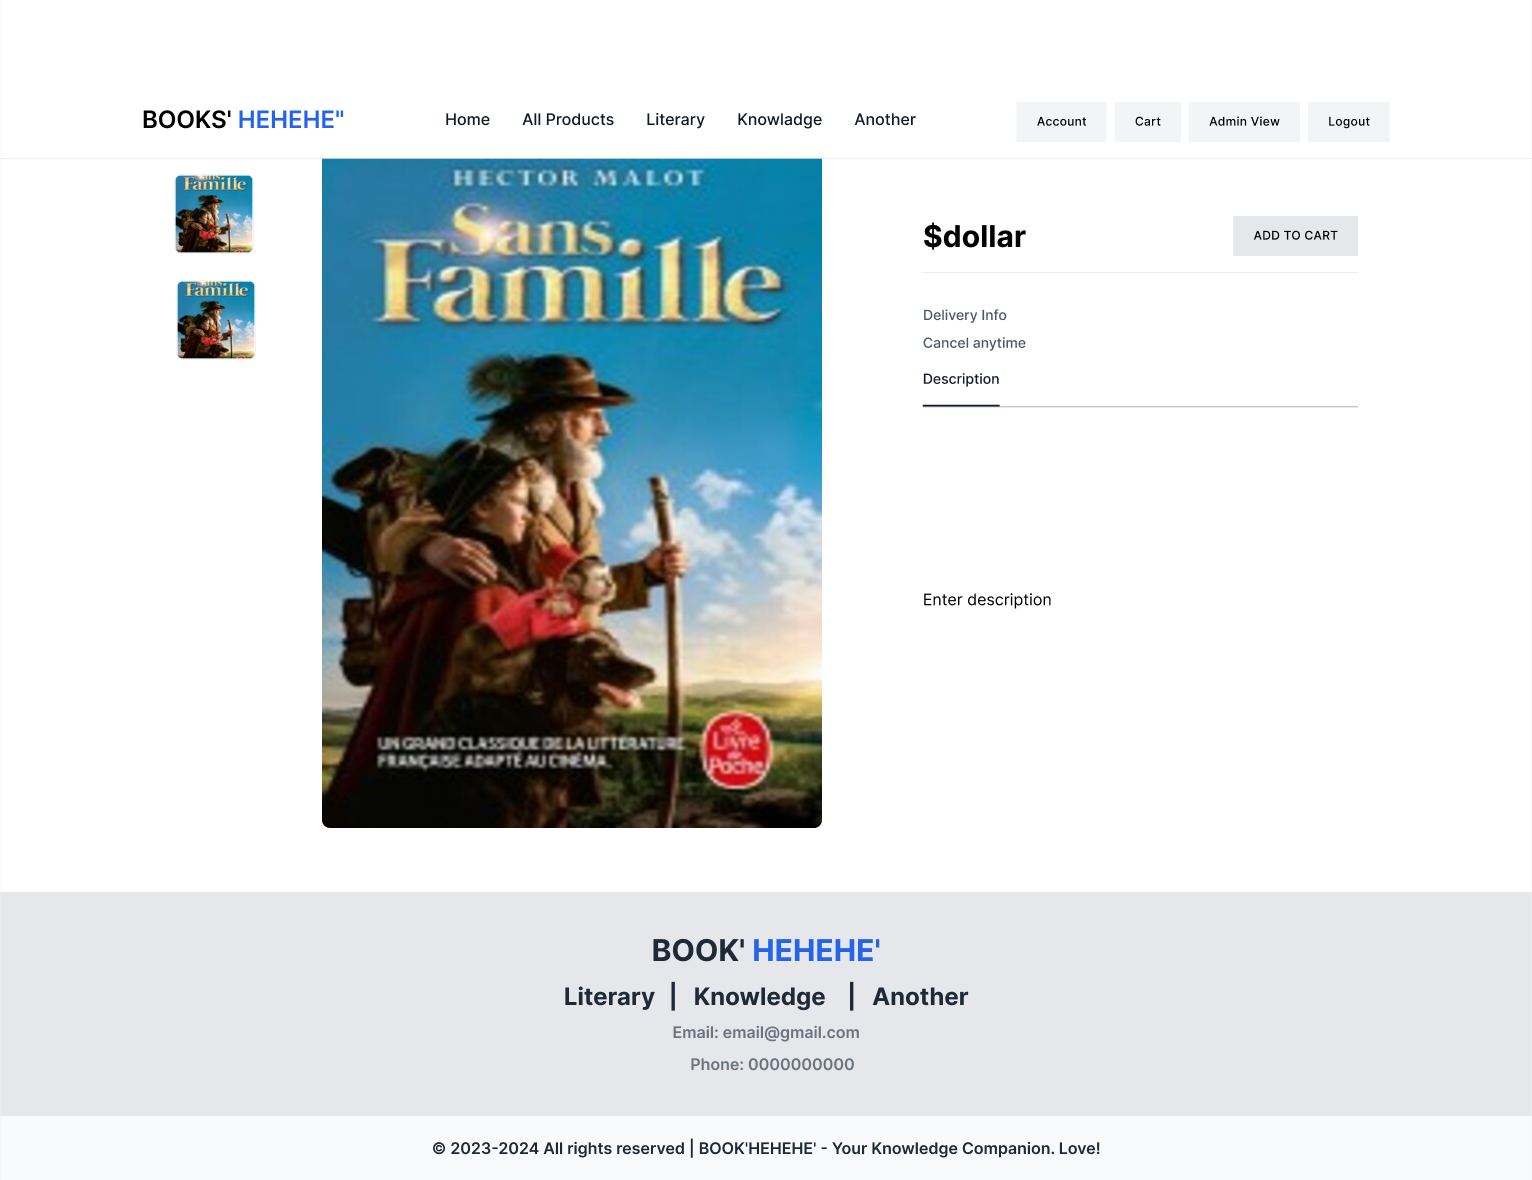 BOOKS' HEHEHE"
Home All Products Literary Knowladge Another
Account Cart Admin View Logout
Famille
Famille
HECTOR MALOT
Sans
Famille
UN GRAND CLASSIQUE DE LA LITTÉRATURE
FRANÇAISE ADAPTÉ AU CINÉMA.
Le
Livre
de
Poche
$dollar
ADD TO CART
Delivery Info
Cancel anytime
Description
Enter description
BOOK' HEHEHE'
Literary | Knowledge | Another
Email: email@gmail.com
Phone: 0000000000
© 2023-2024 All rights reserved | BOOK'HEHEHE' - Your Knowledge Companion. Love!